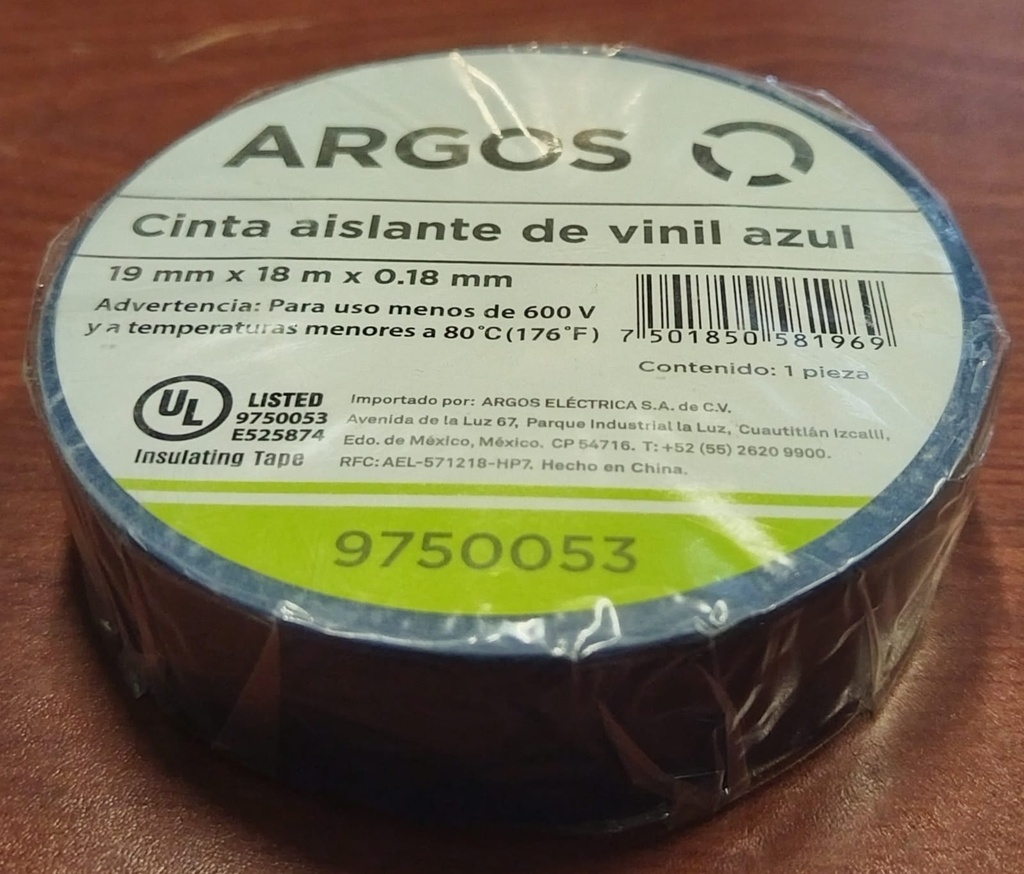 ARGOS
Cinta aislante de vinil azul
19 mm x 18 m x 0.18 mm
Advertencia: Para uso menos de 600 V
y a temperaturas menores a 80°C (176°F)
7 501850 581969
Contenido: 1 pieza
UL
LISTED
9750053
E525874
Insulating Tape
Importado por: ARGOS ELÉCTRICA S.A. de C.V.
Avenida de la Luz 67, Parque Industrial la Luz, Cuautitlán Izcalli,
Edo. de México, México. CP 54716. T: +52 (55) 2620 9900.
RFC: AEL-571218-HP7. Hecho en China.
9750053